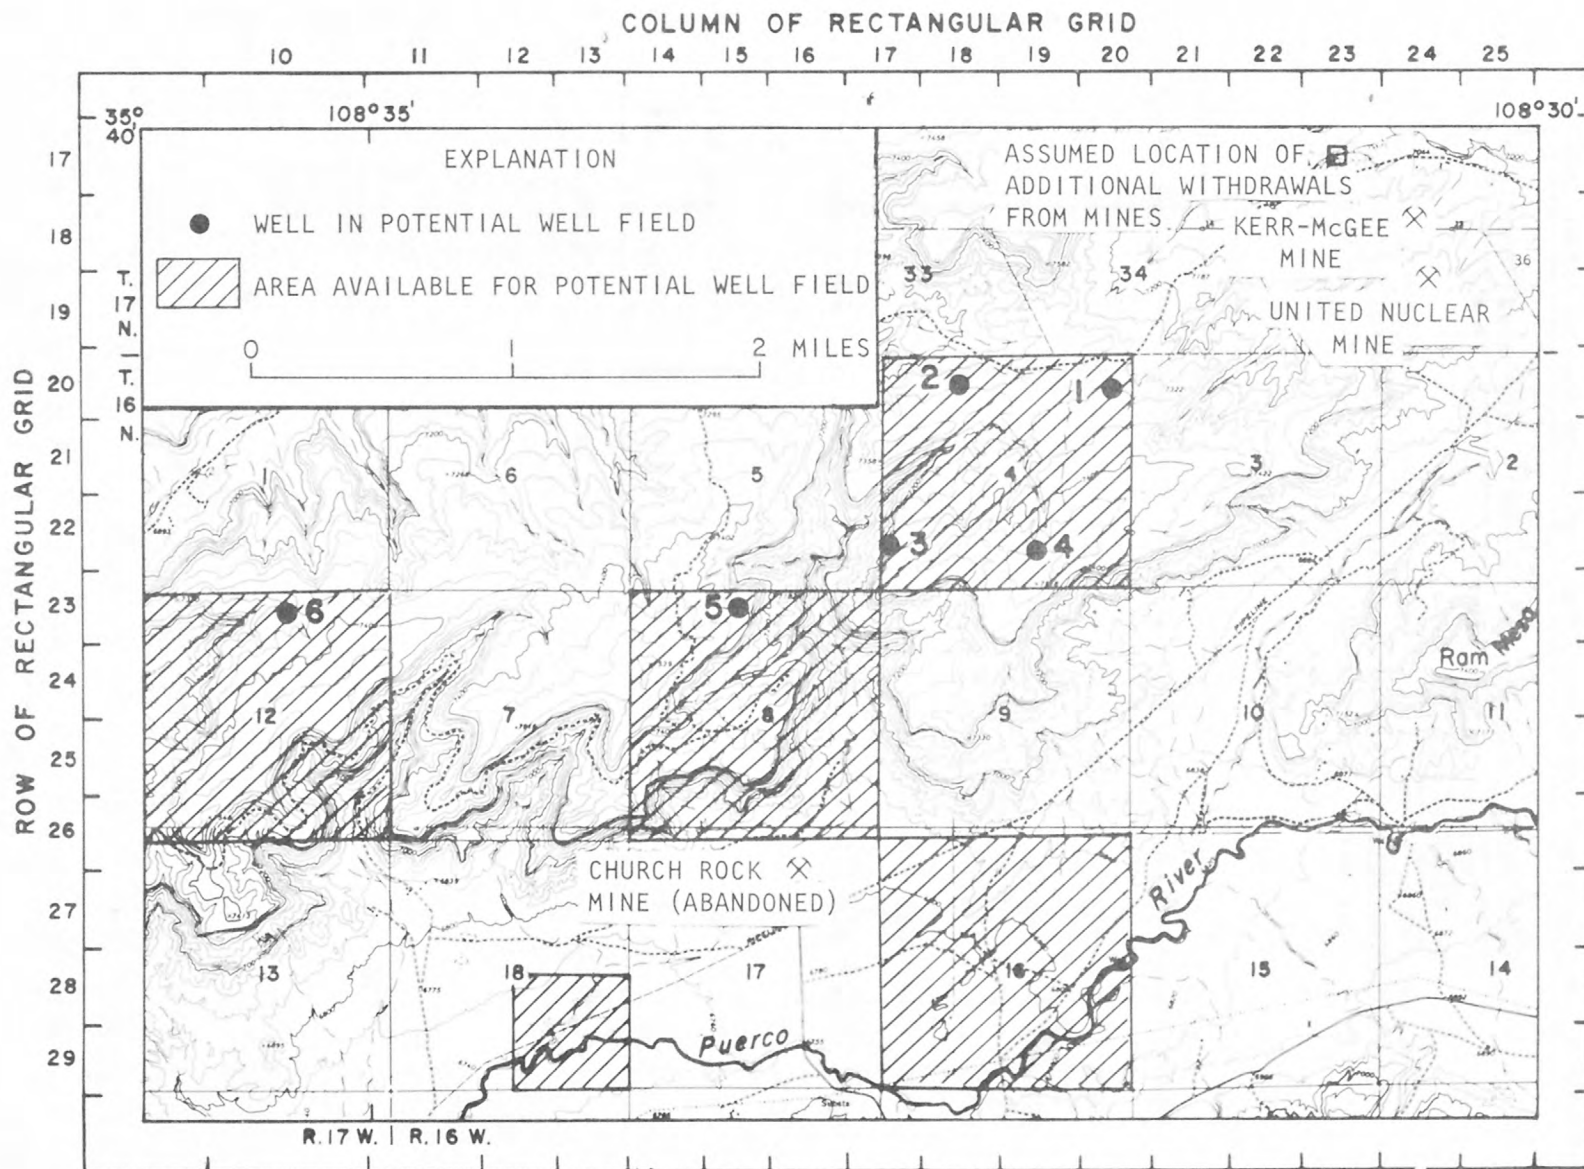 COLUMN OF RECTANGULAR GRID
10 11 12 13 14 15 16 17 18 19 20 21 22 23 24 25
35° 40' 108°35' 108°30'
ROW OF RECTANGULAR GRID
17
18
19
20
21
22
23
24
25
26
27
28
29
T. 17 N.
T. 16 N.
EXPLANATION
WELL IN POTENTIAL WELL FIELD
AREA AVAILABLE FOR POTENTIAL WELL FIELD
0 1 2 MILES
ASSUMED LOCATION OF
ADDITIONAL WITHDRAWALS
FROM MINES
KERR-McGEE
MINE
33 34 36
UNITED NUCLEAR
MINE
2 1
1 6 5 4 3 2
3 4
6 5
Ram Mesa
12 7 8 9 10 11
CHURCH ROCK
MINE (ABANDONED)
River
13 18 17 16 15 14
Puerco
R.17 W. | R.16 W.